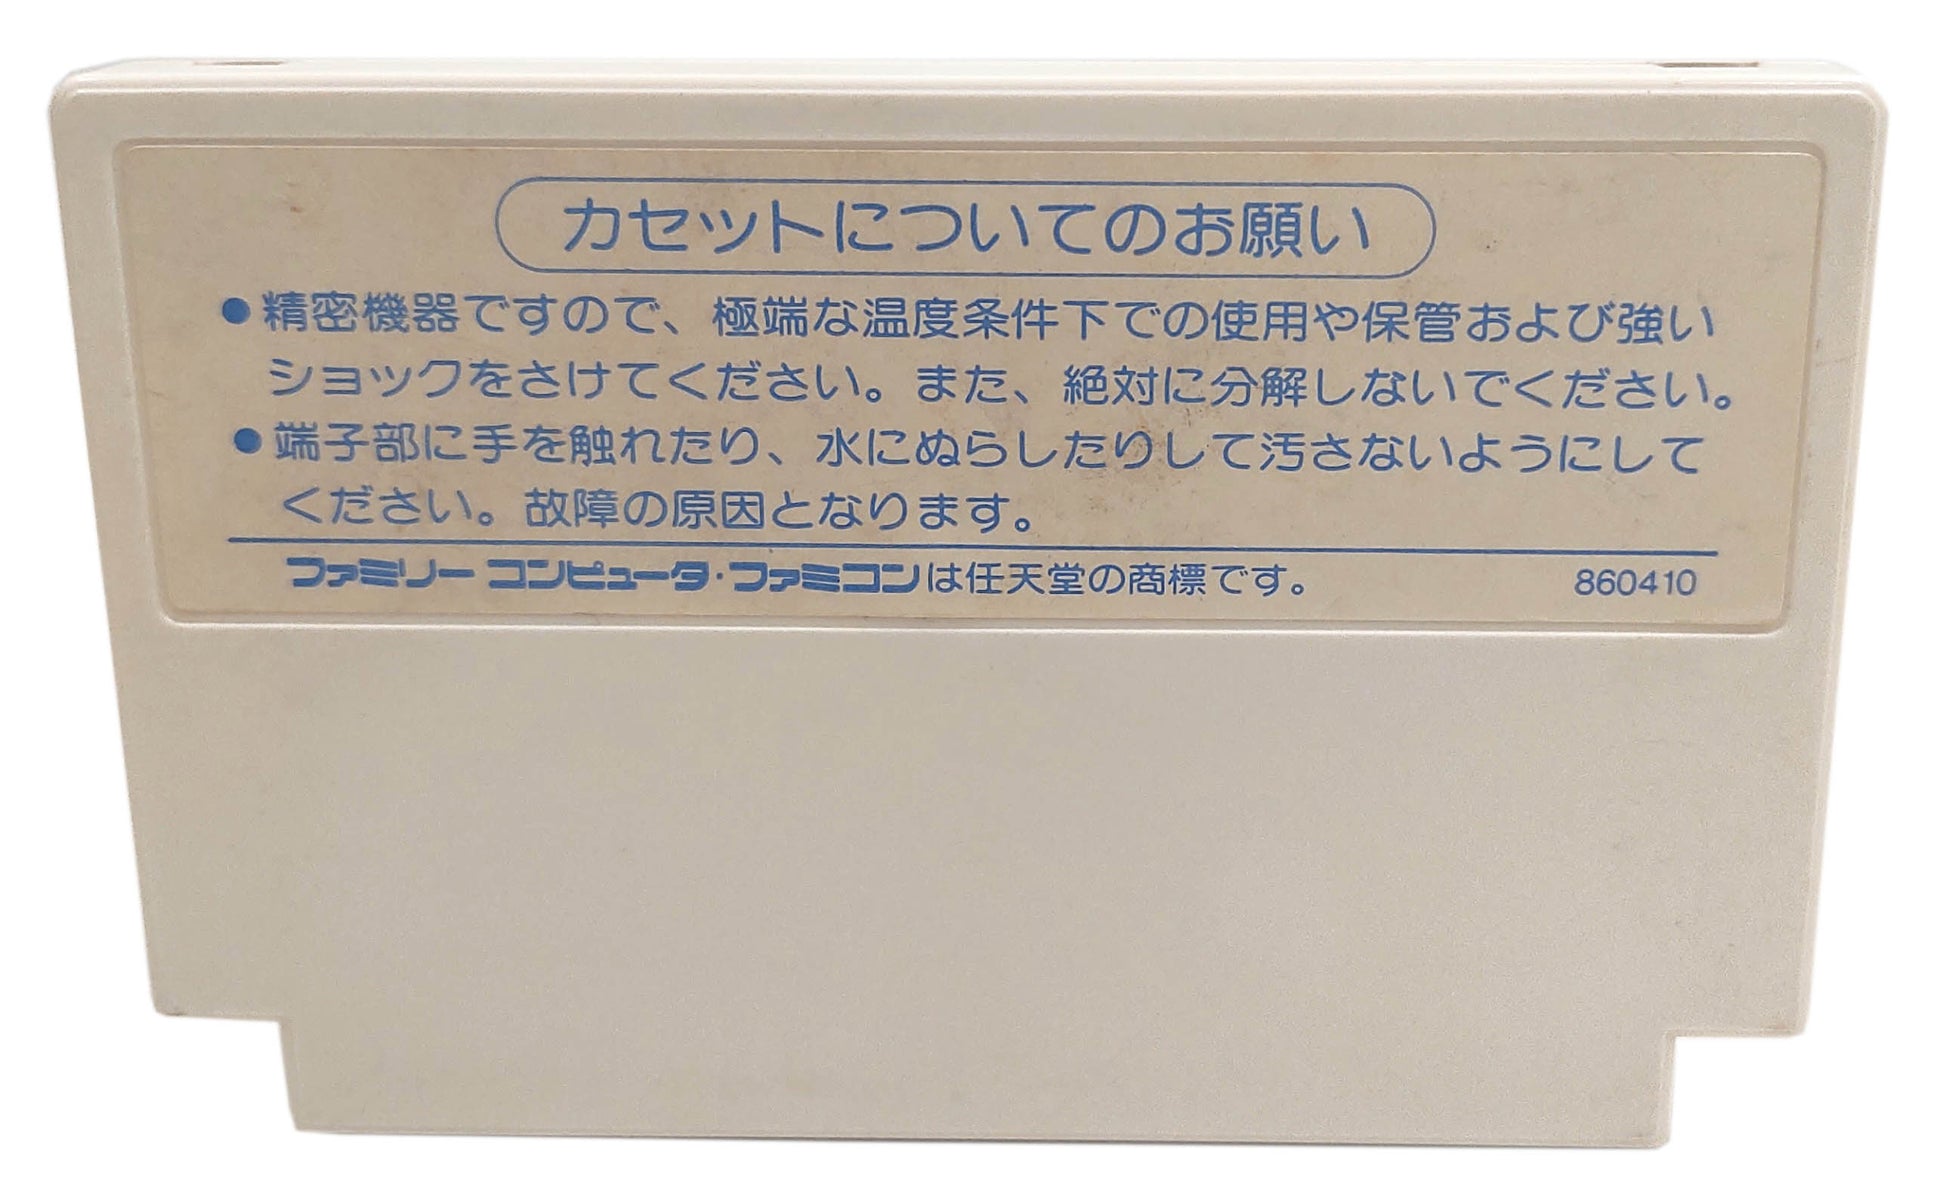 カセットについてのお願い
●精密機器ですので、極端な温度条件下での使用や保管および強い
ショックをさけてください。また、絶対に分解しないでください。
●端子部に手を触れたり、水にぬらしたりして汚さないようにして
ください。故障の原因となります。
ファミリーコンピュータ・ファミコンは任天堂の商標です。 860410